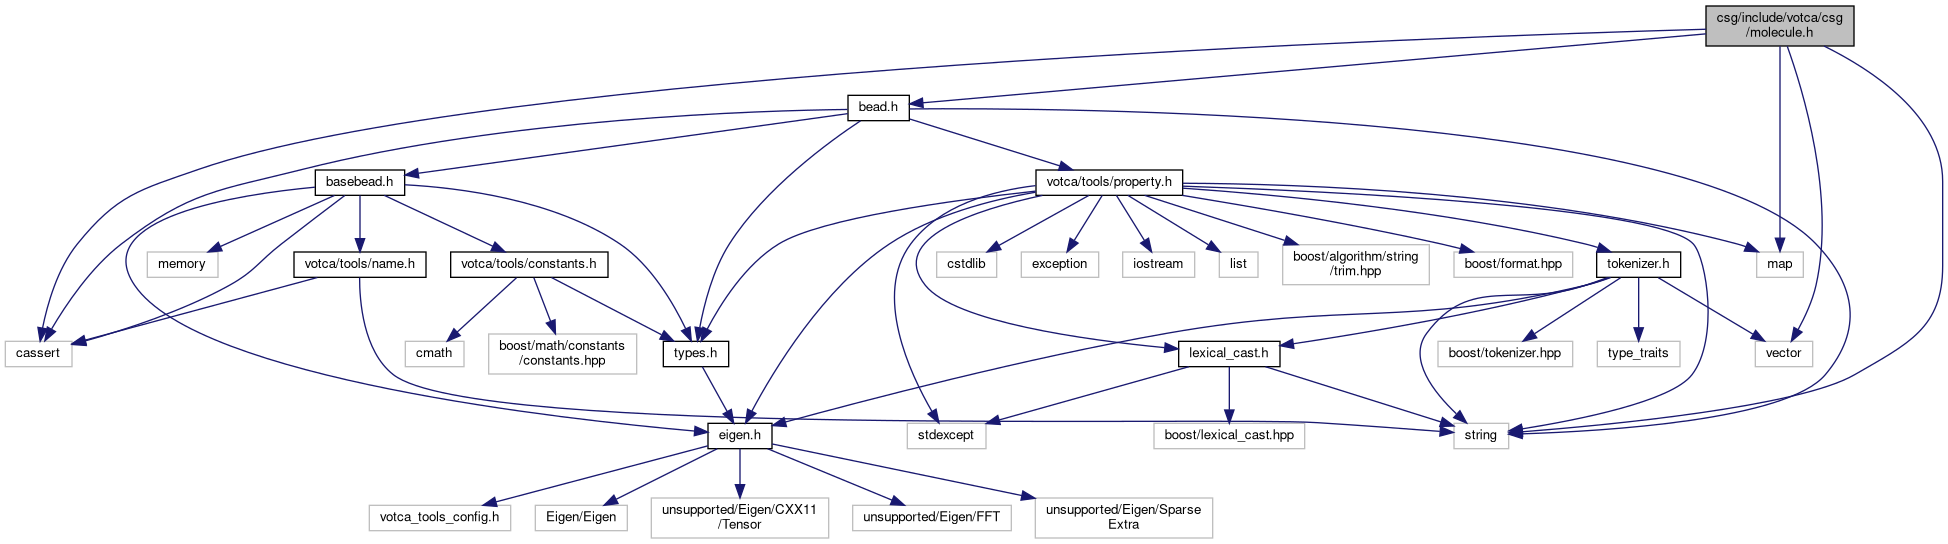 csg/include/votca/csg
/molecule.h
bead.h
basebead.h
votca/tools/property.h
memory
votca/tools/name.h
votca/tools/constants.h
cstdlib
exception
iostream
list
boost/algorithm/string
/trim.hpp
boost/format.hpp
tokenizer.h
map
cassert
cmath
boost/math/constants
/constants.hpp
types.h
lexical_cast.h
boost/tokenizer.hpp
type_traits
vector
eigen.h
stdexcept
boost/lexical_cast.hpp
string
votca_tools_config.h
Eigen/Eigen
unsupported/Eigen/CXX11
/Tensor
unsupported/Eigen/FFT
unsupported/Eigen/Sparse
Extra